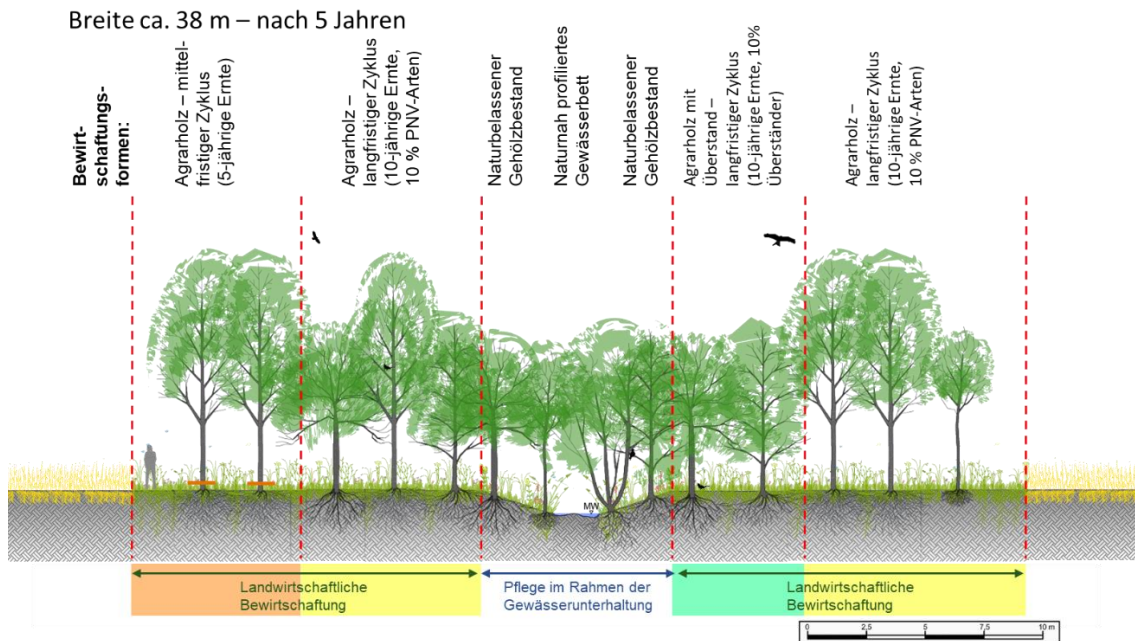 Breite ca. 38 m – nach 5 Jahren
Bewirt-
schaftungs-
formen:
Agrarholz – mittel-
fristiger Zyklus
(5-jährige Ernte)
Agrarholz –
langfristiger Zyklus
(10-jährige Ernte,
10 % PNV-Arten)
Naturbelassener
Gehölzbestand
Naturnah profiliertes
Gewässerbett
Naturbelassener
Gehölzbestand
Agrarholz mit
Überstand –
langfristiger Zyklus
(10-jährige Ernte, 10%
Überständer)
Agrarholz –
langfristiger Zyklus
(10-jährige Ernte,
10 % PNV-Arten)
MW
Landwirtschaftliche
Bewirtschaftung
Pflege im Rahmen der
Gewässerunterhaltung
Landwirtschaftliche
Bewirtschaftung
0 2,5 5 7,5 10 m